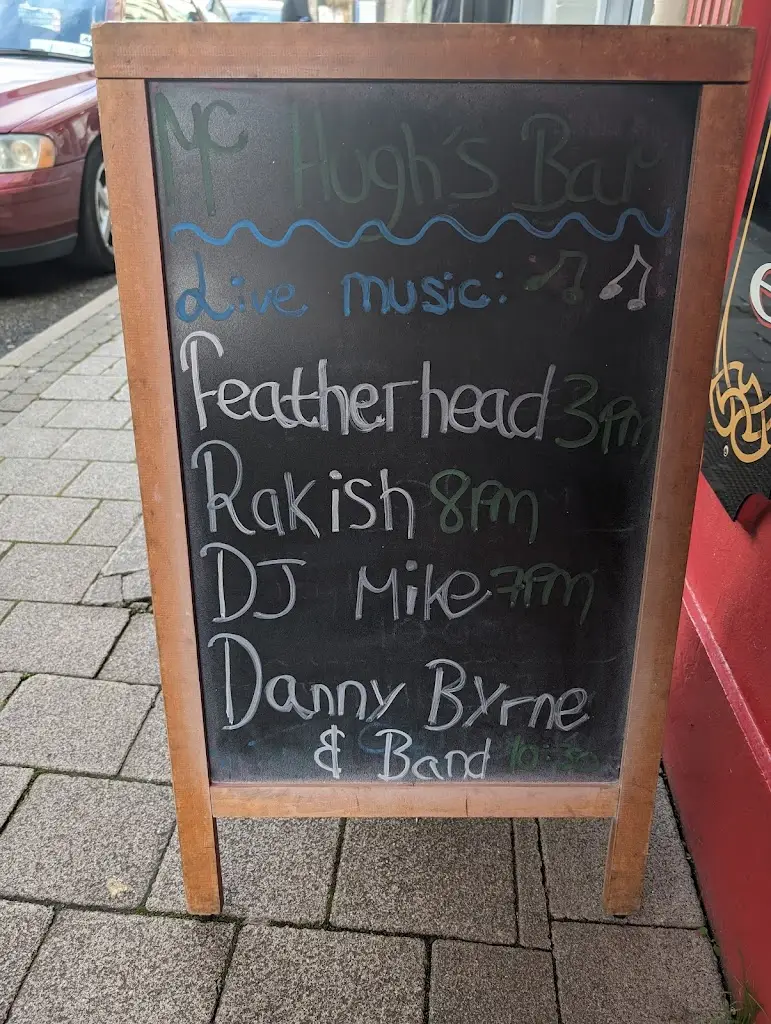 Mc Hugh's Bar
Live music:
Featherhead 3pm
Rakish 8pm
DJ Mike 7pm
Danny Byrne
& Band 10:30